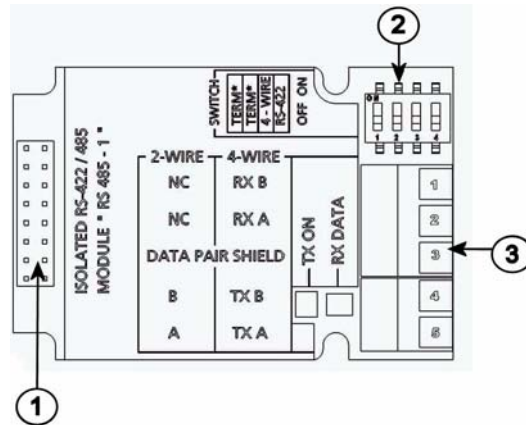 2
SWITCH
TERM*
TERM*
4 - WIRE
RS-422
OFF ON
ON
1 2 3 4
ISOLATED RS-422 / 485
MODULE " RS 485 - 1 "
2-WIRE 4-WIRE
NC RX B
NC RX A
DATA PAIR SHIELD
B TX B
A TX A
TX ON
RX DATA
1
2
3
4
5
3
1